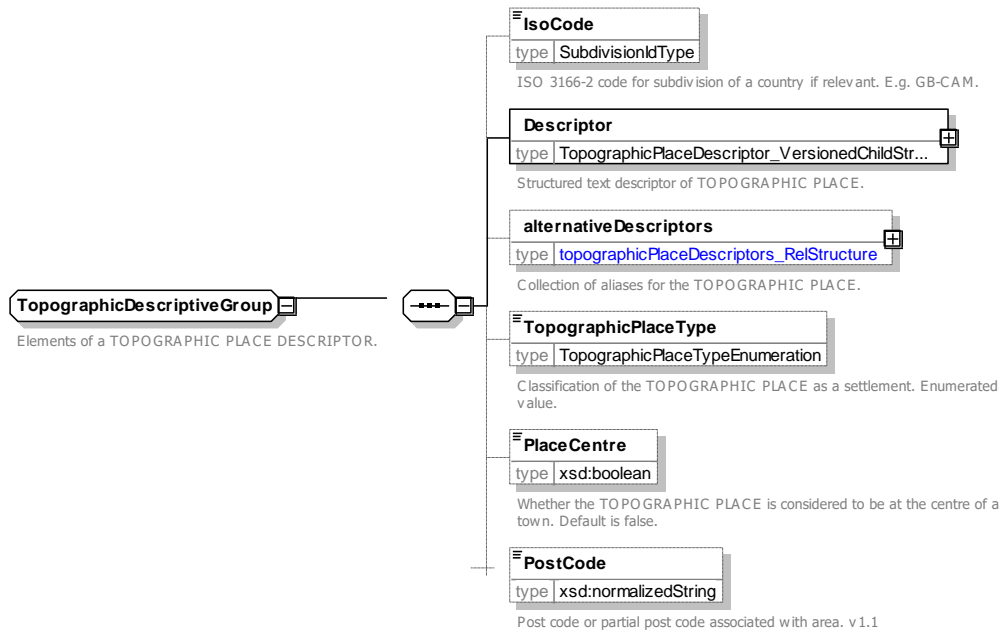 TopographicDescriptiveGroup
Elements of a TOPOGRAPHIC PLACE DESCRIPTOR.
IsoCode
type SubdivisionIdType
ISO 3166-2 code for subdivision of a country if relevant. E.g. GB-CAM.
Descriptor
type TopographicPlaceDescriptor_VersionedChildStr...
Structured text descriptor of TOPOGRAPHIC PLACE.
alternativeDescriptors
type topographicPlaceDescriptors_RelStructure
Collection of aliases for the TOPOGRAPHIC PLACE.
TopographicPlaceType
type TopographicPlaceTypeEnumeration
Classification of the TOPOGRAPHIC PLACE as a settlement. Enumerated
value.
PlaceCentre
type xsd:boolean
Whether the TOPOGRAPHIC PLACE is considered to be at the centre of a
town. Default is false.
PostCode
type xsd:normalizedString
Post code or partial post code associated with area. v1.1